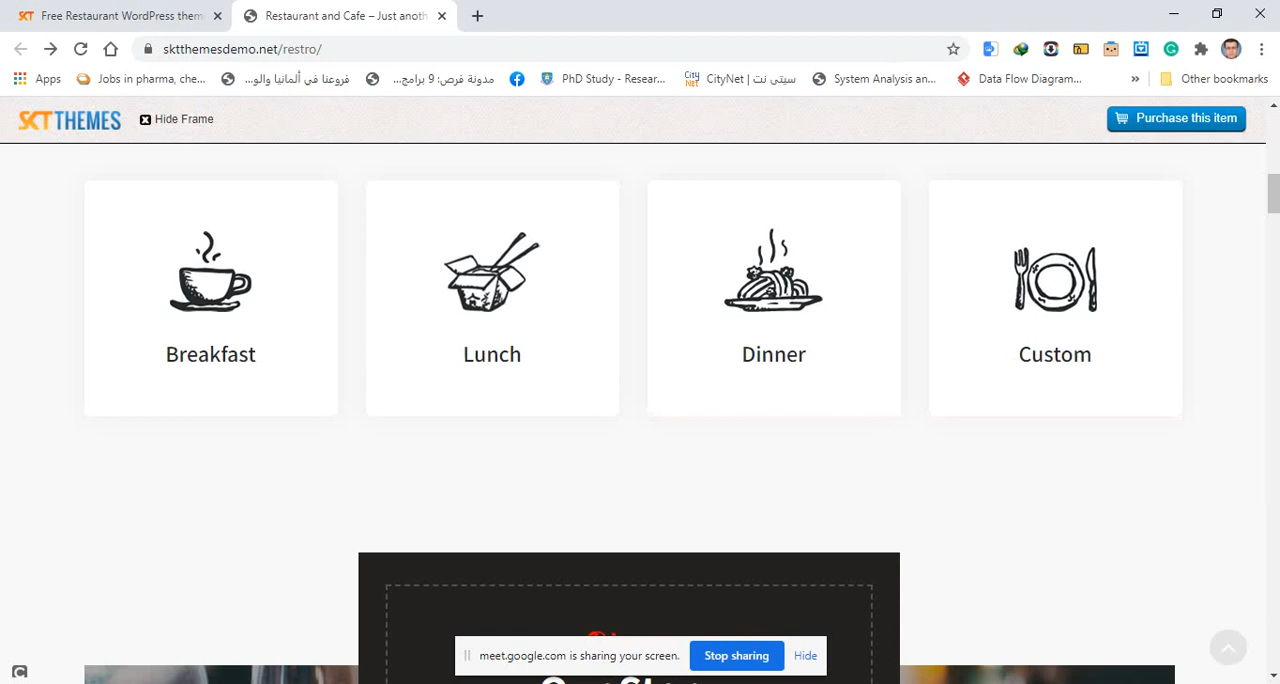 Free Restaurant WordPress them
Restaurant and Cafe – Just anoth
sktthemesdemo.net/restro/
Apps
Jobs in pharma, che...
فروعنا في ألمانيا والو...
مدونة فرص: 9 برامج...
PhD Study - Resear...
City Net
CityNet | سيتي نت
System Analysis an...
Data Flow Diagram...
»
Other bookmarks
SKT THEMES
Hide Frame
Purchase this item
Breakfast
Lunch
Dinner
Custom
meet.google.com is sharing your screen.
Stop sharing
Hide